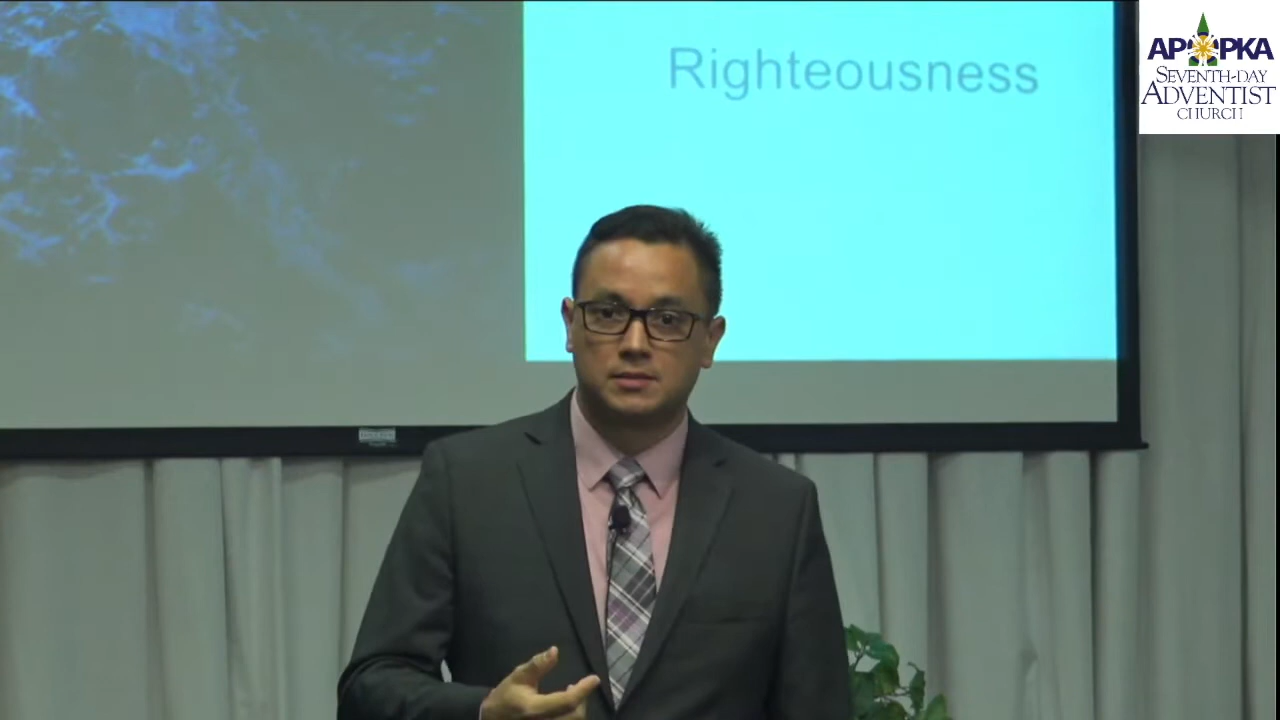 Righteousness
APOPKA
SEVENTH-DAY
ADVENTIST
CHURCH